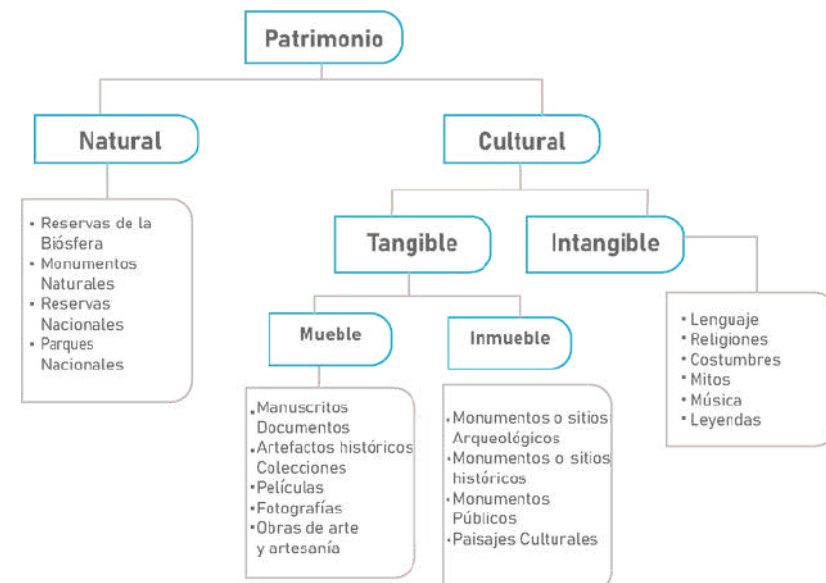 Patrimonio
Natural
Cultural
• Reservas de la
Biósfera
• Monumentos
Naturales
• Reservas
Nacionales
• Parques
Nacionales
Tangible
Intangible
Mueble
Inmueble
• Manuscritos
Documentos
• Artefactos históricos
Colecciones
• Películas
• Fotografías
• Obras de arte
y artesanía
• Monumentos o sitios
Arqueológicos
• Monumentos o sitios
históricos
• Monumentos
Públicos
• Paisajes Culturales
• Lenguaje
• Religiones
• Costumbres
• Mitos
• Música
• Leyendas